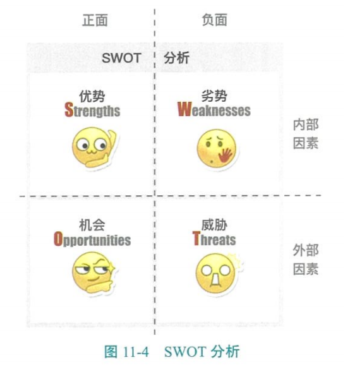 正面 负面
SWOT 分析
优势 劣势
Strengths Weaknesses
内部
因素
机会 威胁
Opportunities Threats
外部
因素
图 11-4 SWOT 分析